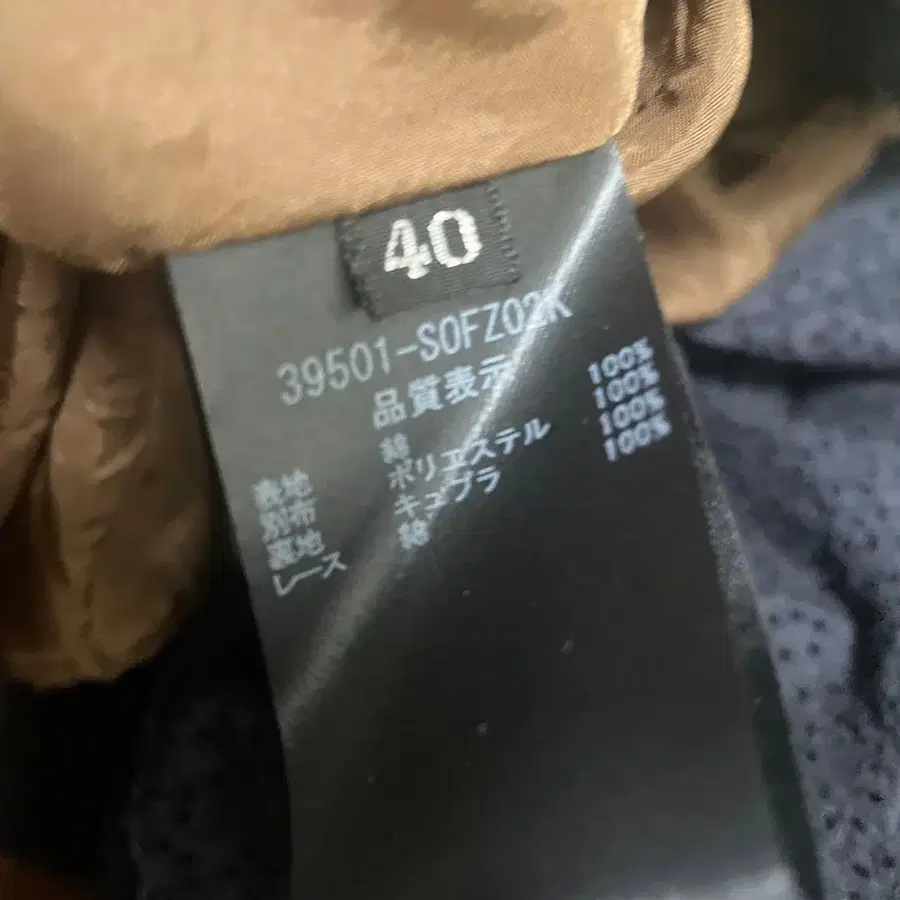 40
39501-S0FZ02K
品質表示
表地 綿 100%
別布 ポリエステル 100%
裏地 キュプラ 100%
レース 綿 100%